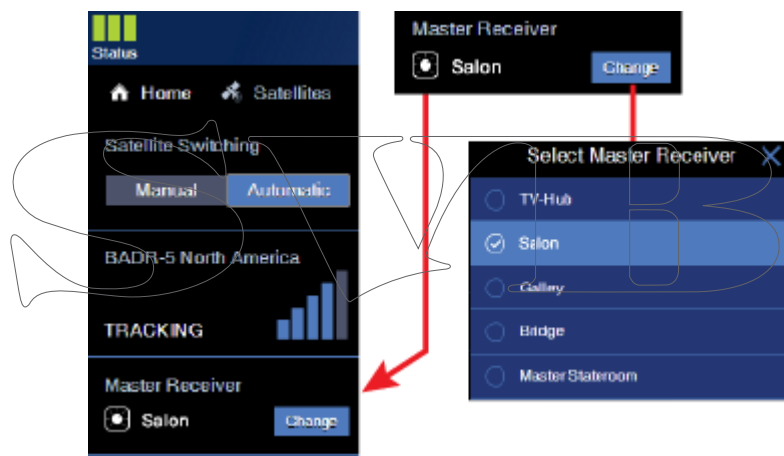 Status
Home Satellites
Satellite Switching
Manual Automatic
BADR-5 North America
TRACKING
Master Receiver
Salon Change
Master Receiver
Salon Change
Select Master Receiver
TV-Hub
Salon
Galley
Bridge
Master Stateroom